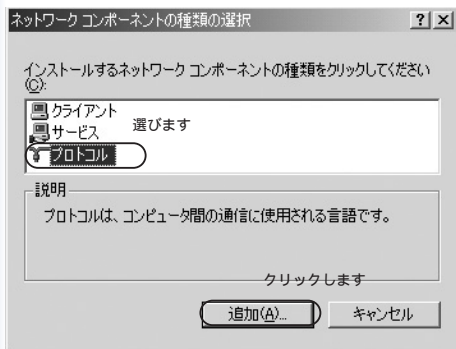 ネットワーク コンポーネントの種類の選択
インストールするネットワーク コンポーネントの種類をクリックしてください
(C):
クライアント
サービス
選びます
プロトコル
説明
プロトコルは、コンピュータ間の通信に使用される言語です。
クリックします
追加(A)...
キャンセル